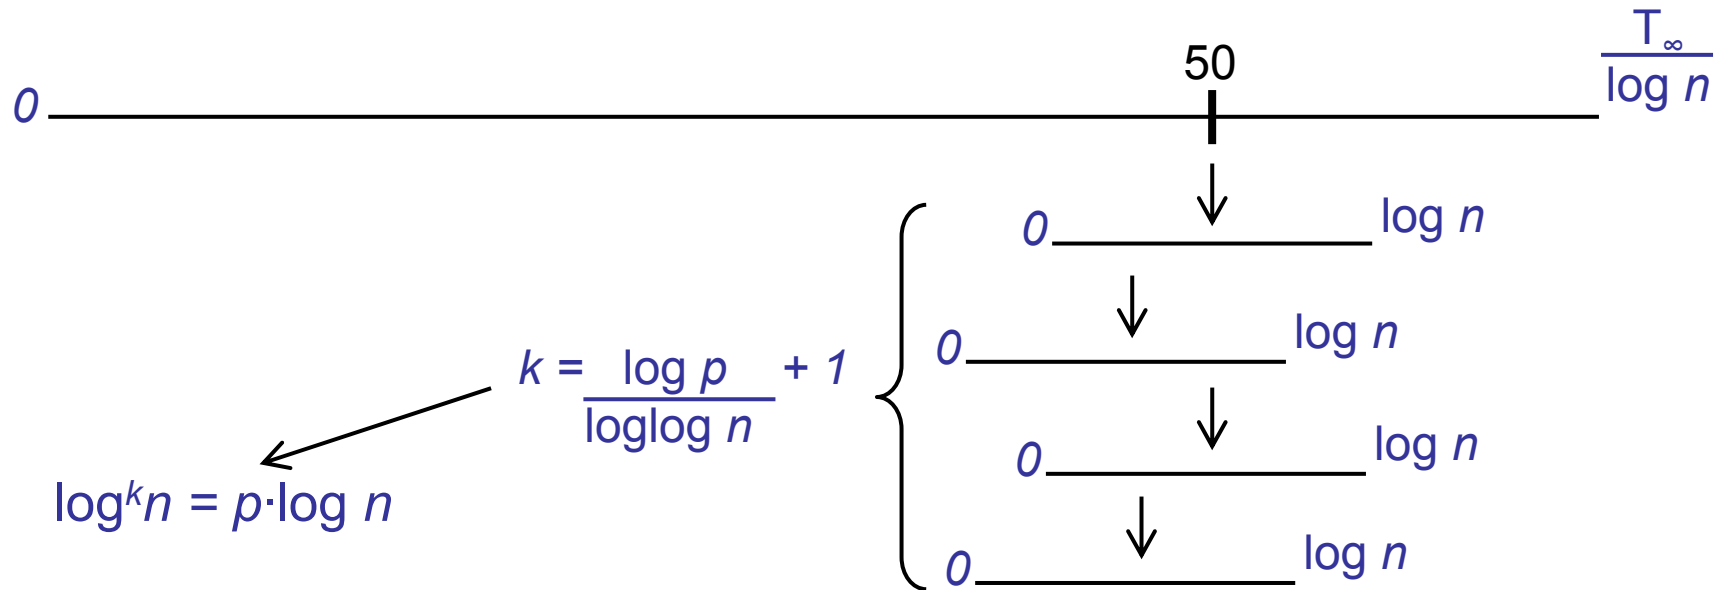 T∞
50
log n
0
log n
0
log n
0
k = log p + 1
loglog n
log n
0
logᵏn = p·log n
log n
0